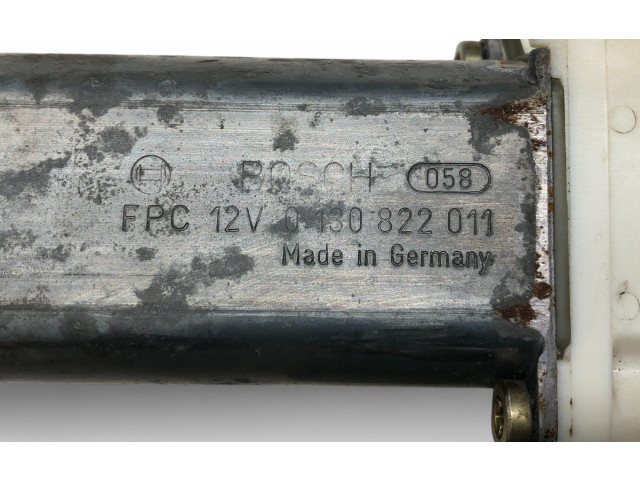 BOSCH 058
FPC 12V 0 130 822 011
Made in Germany